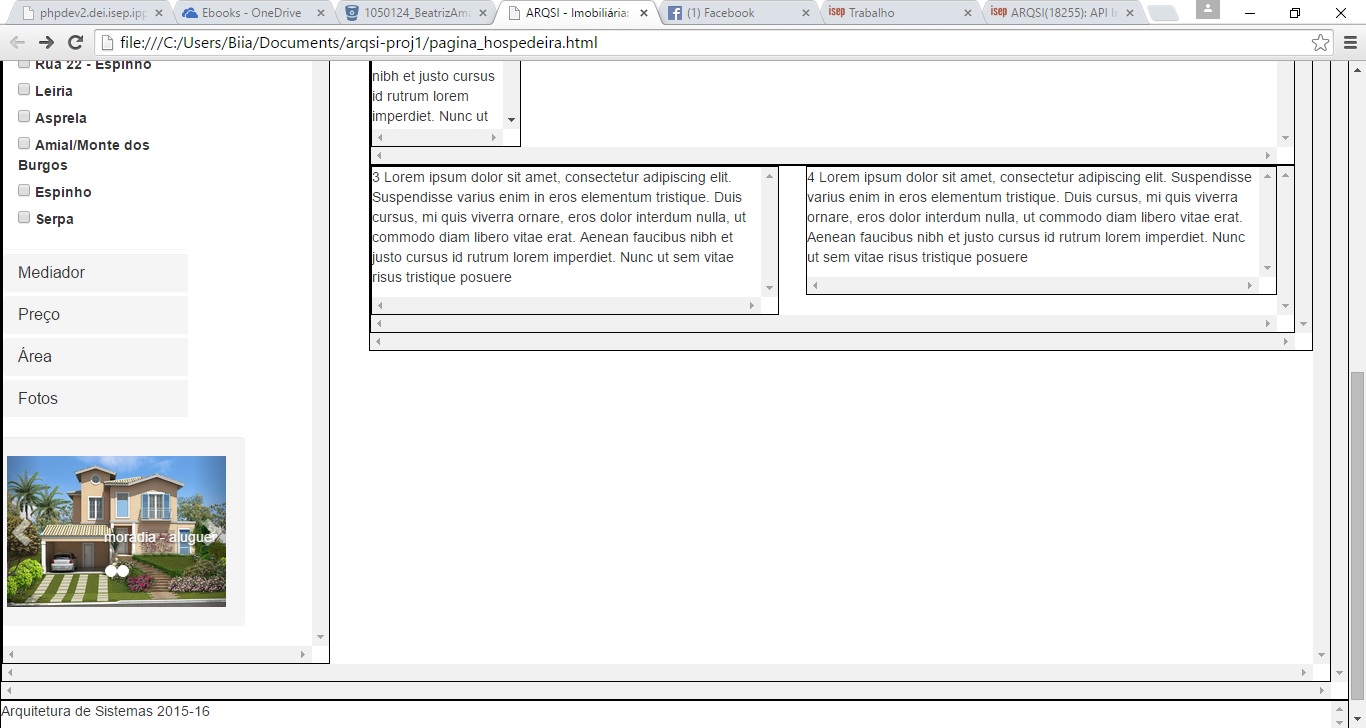 phpdev2.dei.isep.ipp
Ebooks - OneDrive
1050124_BeatrizAma
ARQSI - Imobiliária:
(1) Facebook
isep Trabalho
isep ARQSI(18255): API I
file:///C:/Users/Biia/Documents/arqsi-proj1/pagina_hospedeira.html
Rua 22 - Espinho
Leiria
Asprela
Amial/Monte dos
Burgos
Espinho
Serpa
Mediador
Preço
Área
Fotos
moradia - aluguer
nibh et justo cursus
id rutrum lorem
imperdiet. Nunc ut
3 Lorem ipsum dolor sit amet, consectetur adipiscing elit.
Suspendisse varius enim in eros elementum tristique. Duis
cursus, mi quis viverra ornare, eros dolor interdum nulla, ut
commodo diam libero vitae erat. Aenean faucibus nibh et
justo cursus id rutrum lorem imperdiet. Nunc ut sem vitae
risus tristique posuere
4 Lorem ipsum dolor sit amet, consectetur adipiscing elit. Suspendisse
varius enim in eros elementum tristique. Duis cursus, mi quis viverra
ornare, eros dolor interdum nulla, ut commodo diam libero vitae erat.
Aenean faucibus nibh et justo cursus id rutrum lorem imperdiet. Nunc
ut sem vitae risus tristique posuere
Arquitetura de Sistemas 2015-16